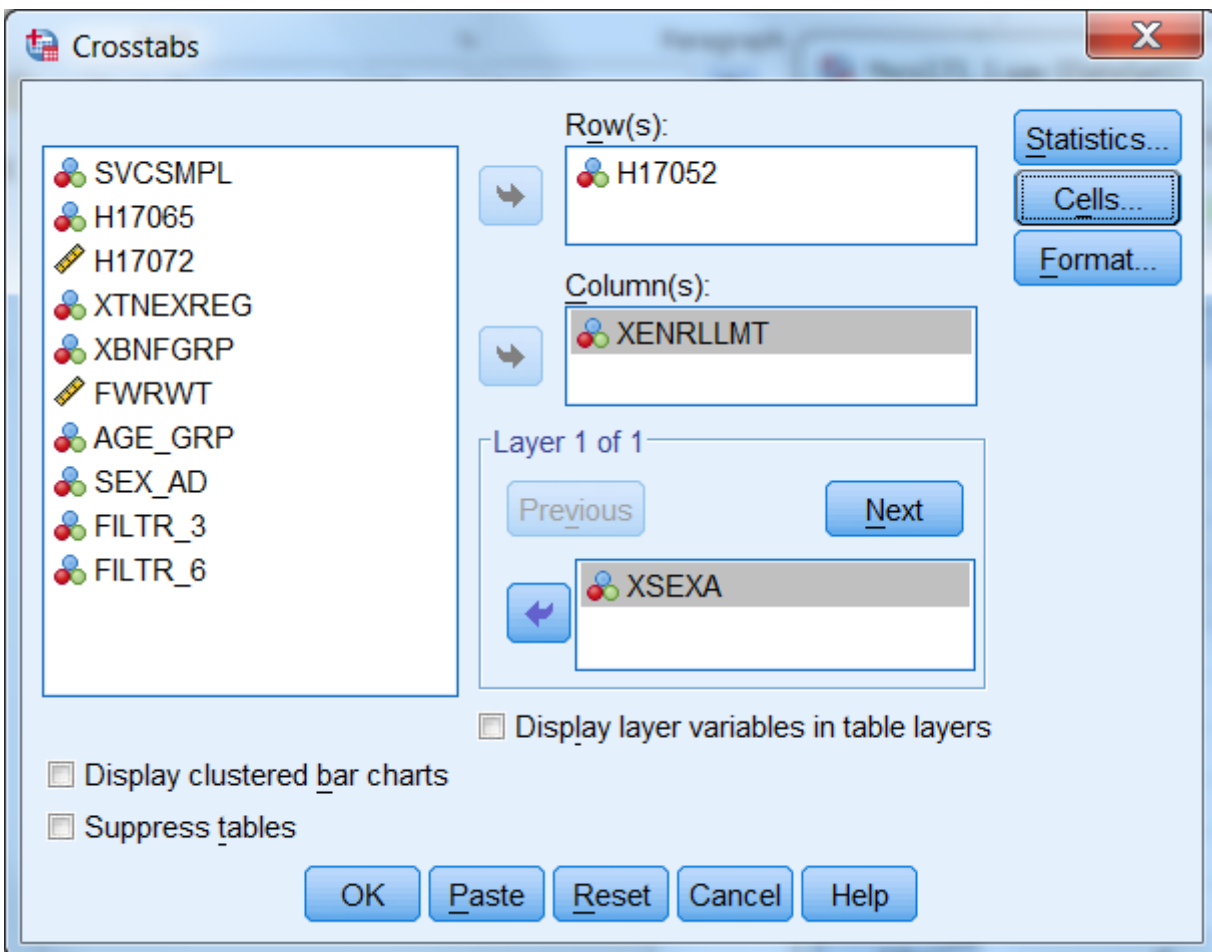 Crosstabs
SVCSMPL
H17065
H17072
XTNEXREG
XBNFGRP
FWRWT
AGE_GRP
SEX_AD
FILTR_3
FILTR_6
Row(s):
H17052
Column(s):
XENRLLMT
Layer 1 of 1
Previous
Next
XSEXA
Display layer variables in table layers
Statistics...
Cells...
Format...
Display clustered bar charts
Suppress tables
OK Paste Reset Cancel Help